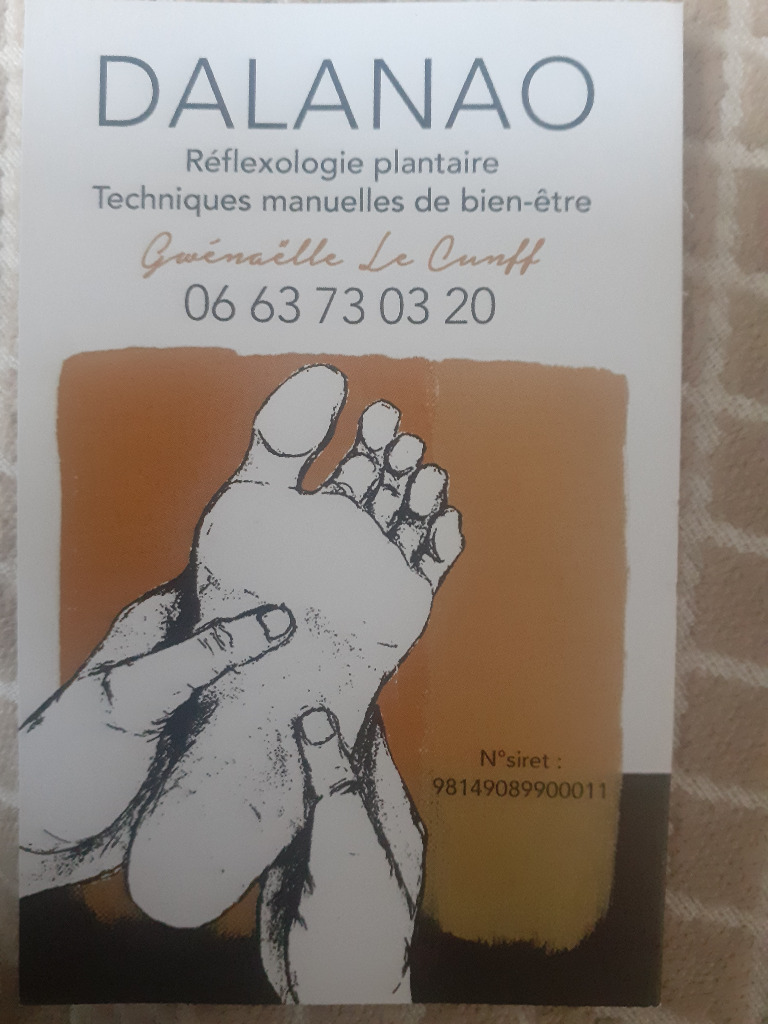 DALANAO
Réflexologie plantaire
Techniques manuelles de bien-être
Gwénaëlle Le Cunff
06 63 73 03 20
N°siret :
98149089900011